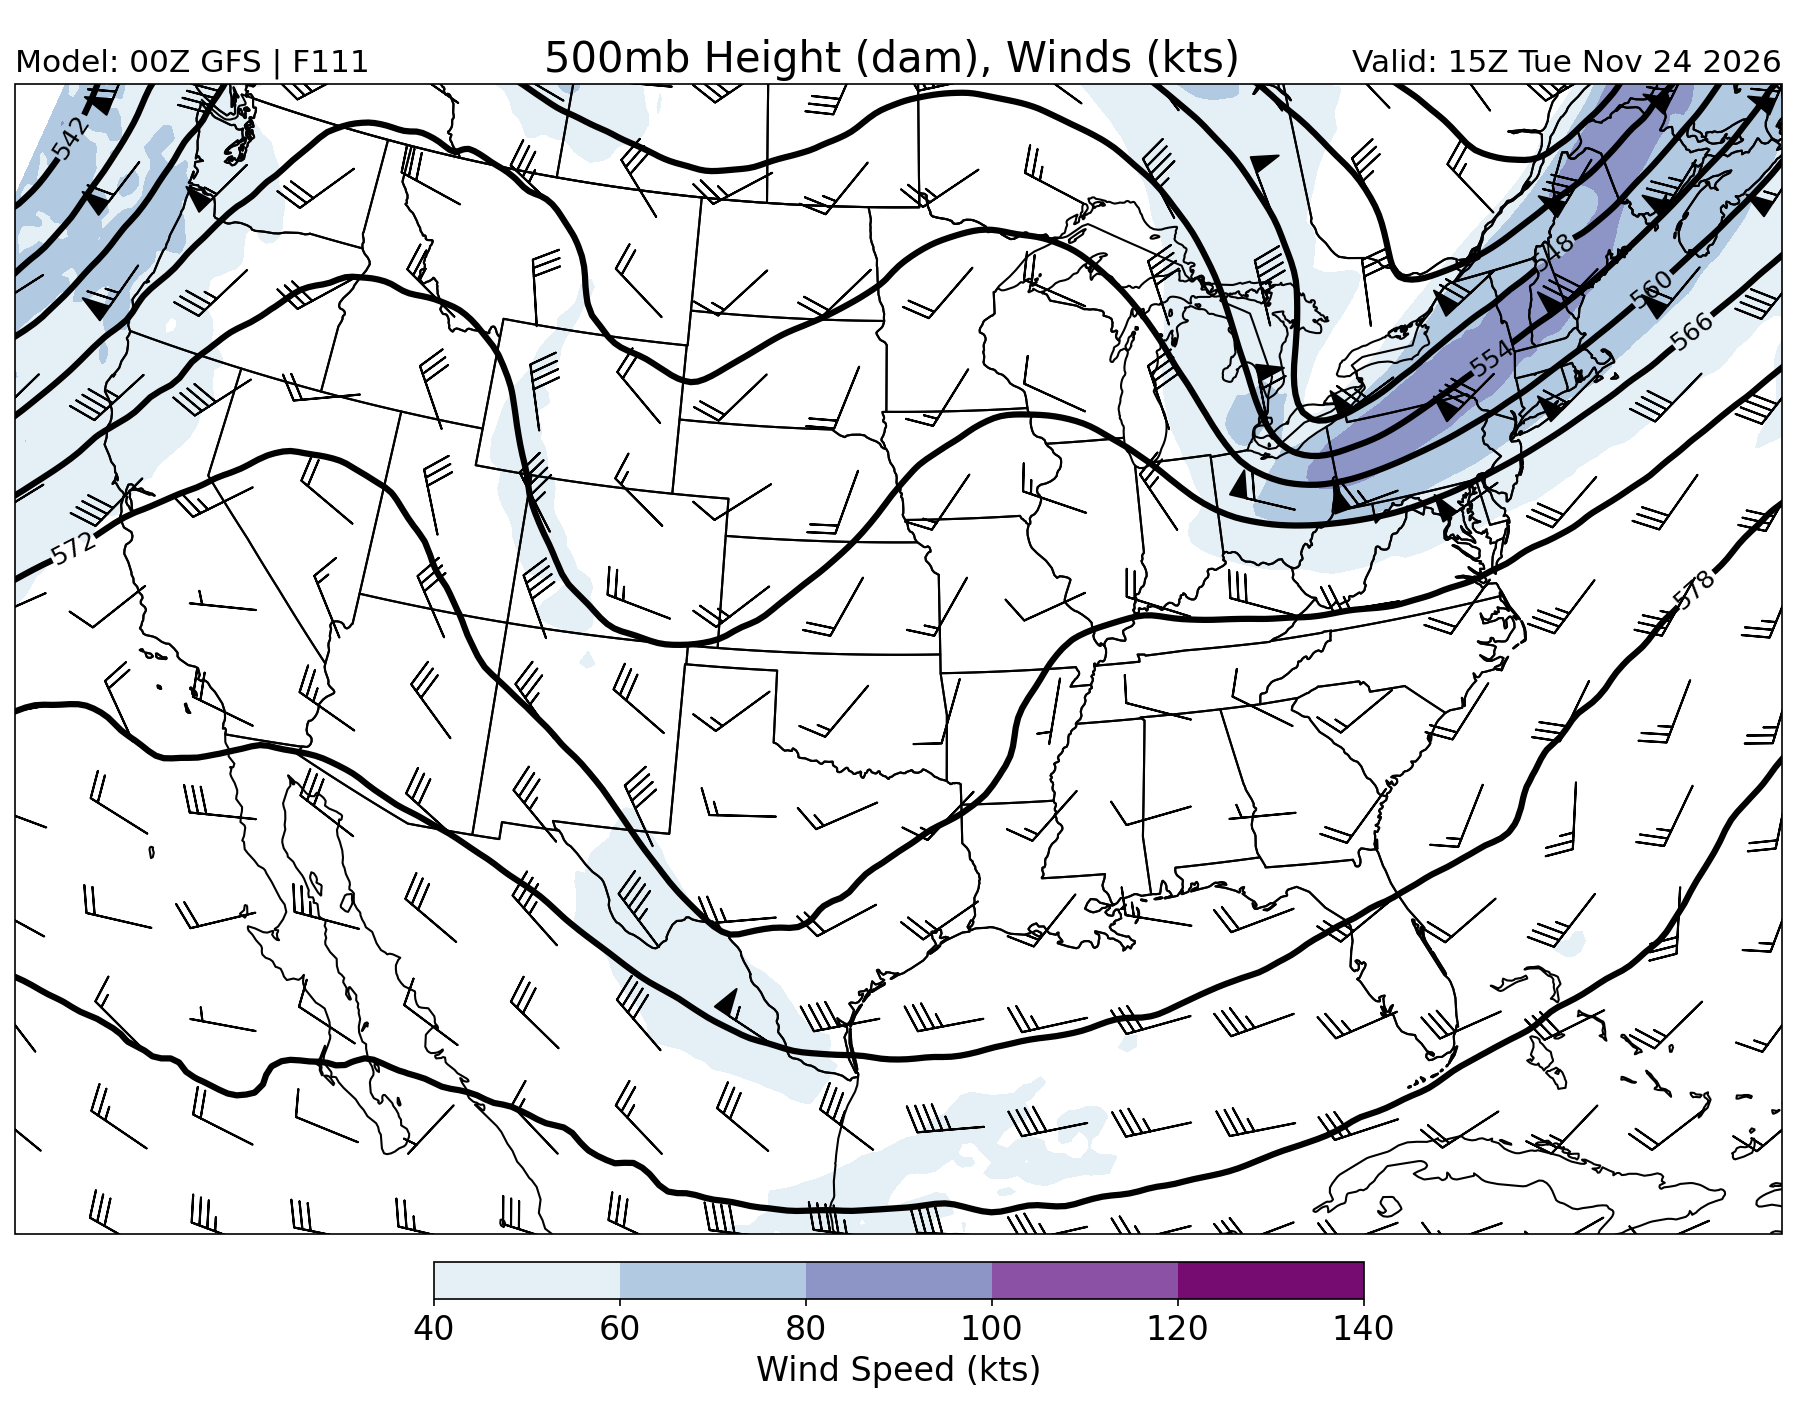 Model: 00Z GFS | F111
500mb Height (dam), Winds (kts)
Valid: 15Z Tue Nov 24 2026
542
548
560
566
554
572
578
40 60 80 100 120 140
Wind Speed (kts)